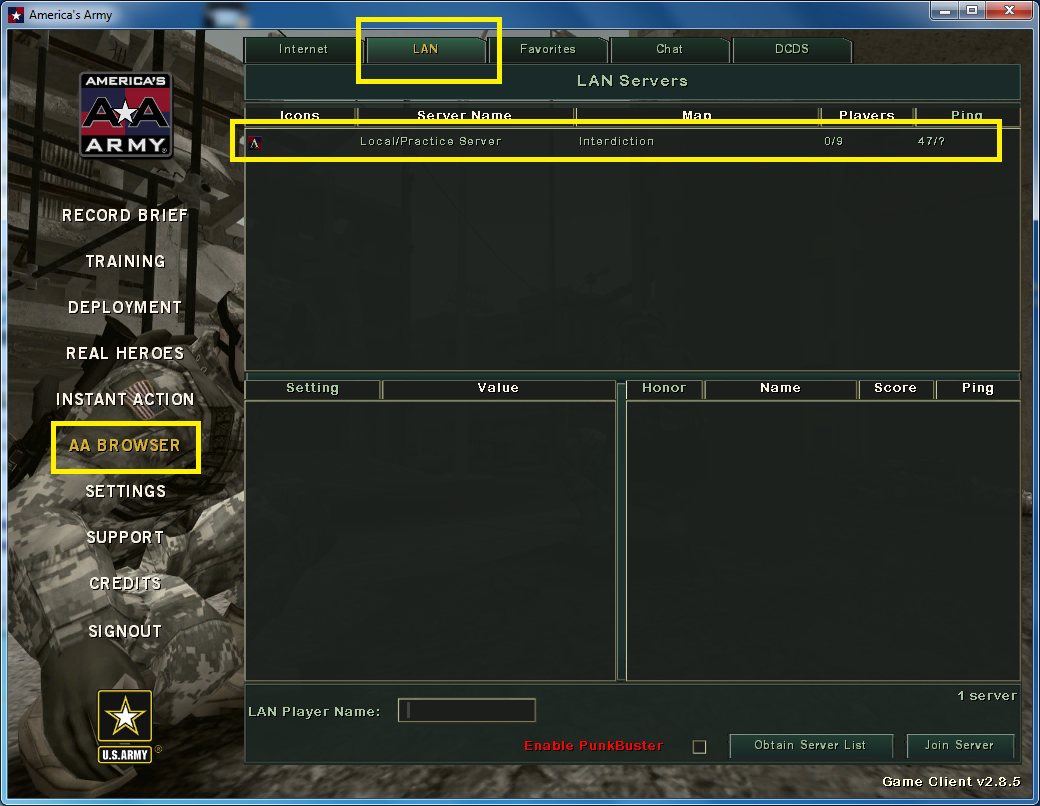 America's Army
Internet LAN Favorites Chat DCDS
LAN Servers
Icons Server Name Map Players Ping
Local/Practice Server Interdiction 0/9 47/?
AMERICA'S
AA
ARMY
RECORD BRIEF
TRAINING
DEPLOYMENT
REAL HEROES
INSTANT ACTION
AA BROWSER
SETTINGS
SUPPORT
CREDITS
SIGNOUT
U.S.ARMY ®
Setting Value
Honor Name Score Ping
1 server
LAN Player Name:
Enable PunkBuster
Obtain Server List
Join Server
Game Client v2.8.5